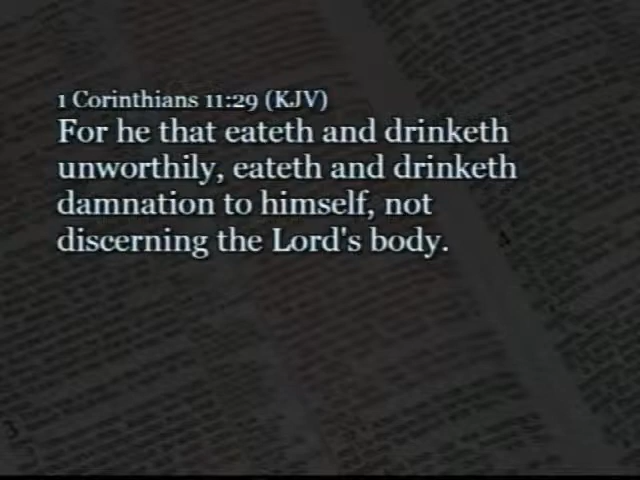 1 Corinthians 11:29 (KJV)
For he that eateth and drinketh
unworthily, eateth and drinketh
damnation to himself, not
discerning the Lord's body.